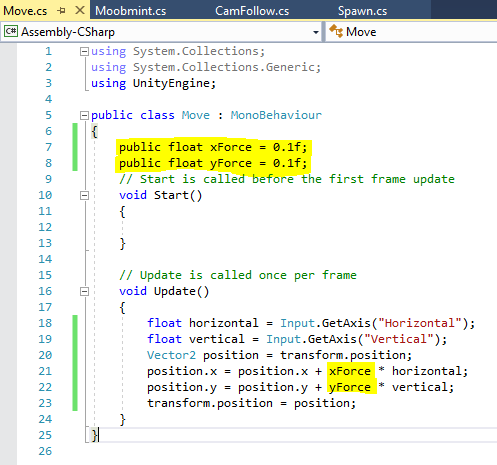 Move.cs Moobmint.cs CamFollow.cs Spawn.cs
Assembly-CSharp Move
1 using System.Collections;
2 using System.Collections.Generic;
3 using UnityEngine;
4
5 public class Move : MonoBehaviour
6 {
7 public float xForce = 0.1f;
8 public float yForce = 0.1f;
9 // Start is called before the first frame update
10 void Start()
11 {
12
13 }
14
15 // Update is called once per frame
16 void Update()
17 {
18 float horizontal = Input.GetAxis("Horizontal");
19 float vertical = Input.GetAxis("Vertical");
20 Vector2 position = transform.position;
21 position.x = position.x + xForce * horizontal;
22 position.y = position.y + yForce * vertical;
23 transform.position = position;
24 }
25 }
26